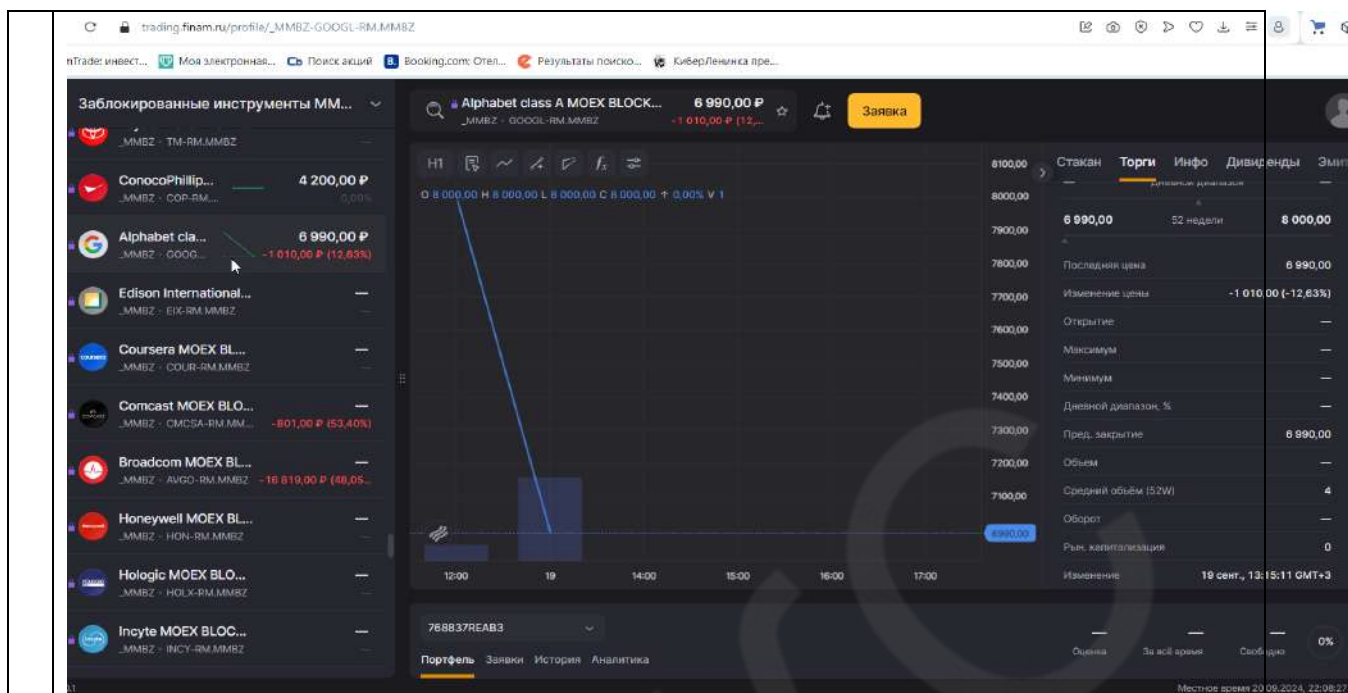 trading.finam.ru/profile/_MMBZ-GOOGL-RM.MMBZ
nTrade: инвест... Моя электронная... Сb Поиск акций B. Booking.com: Отел... Результаты поиско... КиберЛенинка пре...
Заблокированные инструменты ММ...
_MMBZ - TM-RM.MMBZ
ConocoPhillip... 4 200,00 ₽
_MMBZ - COP-RM.... 0,00%
Alphabet cla... 6 990,00 ₽
_MMBZ - GOOG... -1 010,00 ₽ (12,63%)
Edison International... —
_MMBZ - EIX-RM.MMBZ —
Coursera MOEX BL... —
_MMBZ - COUR-RM.MMBZ —
Comcast MOEX BLO... —
_MMBZ - CMCSA-RM.MM... -801,00 ₽ (53,40%)
Broadcom MOEX BL... —
_MMBZ - AVGO-RM.MMBZ -16 819,00 ₽ (48,05...
Honeywell MOEX BL... —
_MMBZ - HON-RM.MMBZ —
Hologic MOEX BLO... —
_MMBZ - HOLX-RM.MMBZ —
Incyte MOEX BLOC... —
_MMBZ - INCY-RM.MMBZ —
Alphabet class A MOEX BLOCK... 6 990,00 ₽
_MMBZ - GOOGL-RM.MMBZ -1 010,00 ₽ (12,...
Заявка
H1
O 8 000,00 H 8 000,00 L 8 000,00 C 8 000,00 ↑ 0,00% V 1
8100,00
8000,00
7900,00
7800,00
7700,00
7600,00
7500,00
7400,00
7300,00
7200,00
7100,00
6990,00
12:00 19 14:00 15:00 16:00 17:00
Стакан Торги Инфо Дивиденды Эми
— Дневной диапазон —
6 990,00 52 недели 8 000,00
Последняя цена 6 990,00
Изменение цены -1 010,00 (-12,63%)
Открытие —
Максимум —
Минимум —
Дневной диапазон, % —
Пред. закрытие 6 990,00
Объем —
Средний объём (52W) 4
Оборот —
Рын. капитализация 0
Изменение 19 сент., 13:15:11 GMT+3
768837REAB3
Портфель Заявки История Аналитика
— — — 0%
Оценка За всё время Свободно
Местное время 20.09.2024, 22:08:27